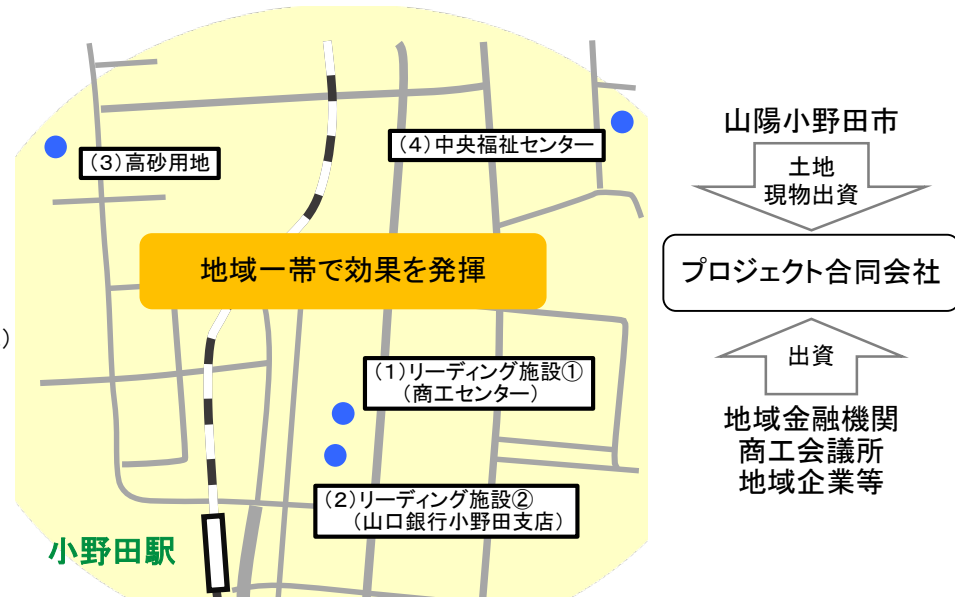 (3)高砂用地
(4)中央福祉センター
地域一帯で効果を発揮
)
(1)リーディング施設①
(商工センター)
(2)リーディング施設②
(山口銀行小野田支店)
小野田駅
山陽小野田市
土地
現物出資
プロジェクト合同会社
出資
地域金融機関
商工会議所
地域企業等